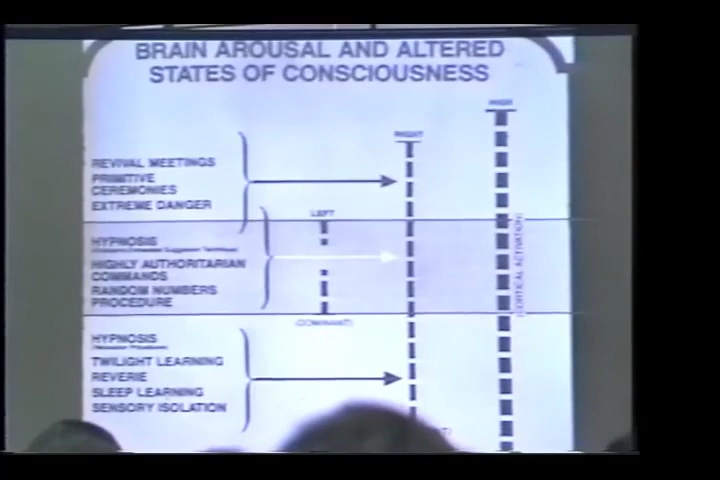 BRAIN AROUSAL AND ALTERED
STATES OF CONSCIOUSNESS
HIGH
RIGHT
REVIVAL MEETINGS
PRIMITIVE
CEREMONIES
EXTREME DANGER
LEFT
HYPNOSIS
HIGHLY AUTHORITARIAN
COMMANDS
RANDOM NUMBERS
PROCEDURE
(CORTICAL ACTIVATION)
(DOMINANT)
HYPNOSIS
TWILIGHT LEARNING
REVERIE
SLEEP LEARNING
SENSORY ISOLATION